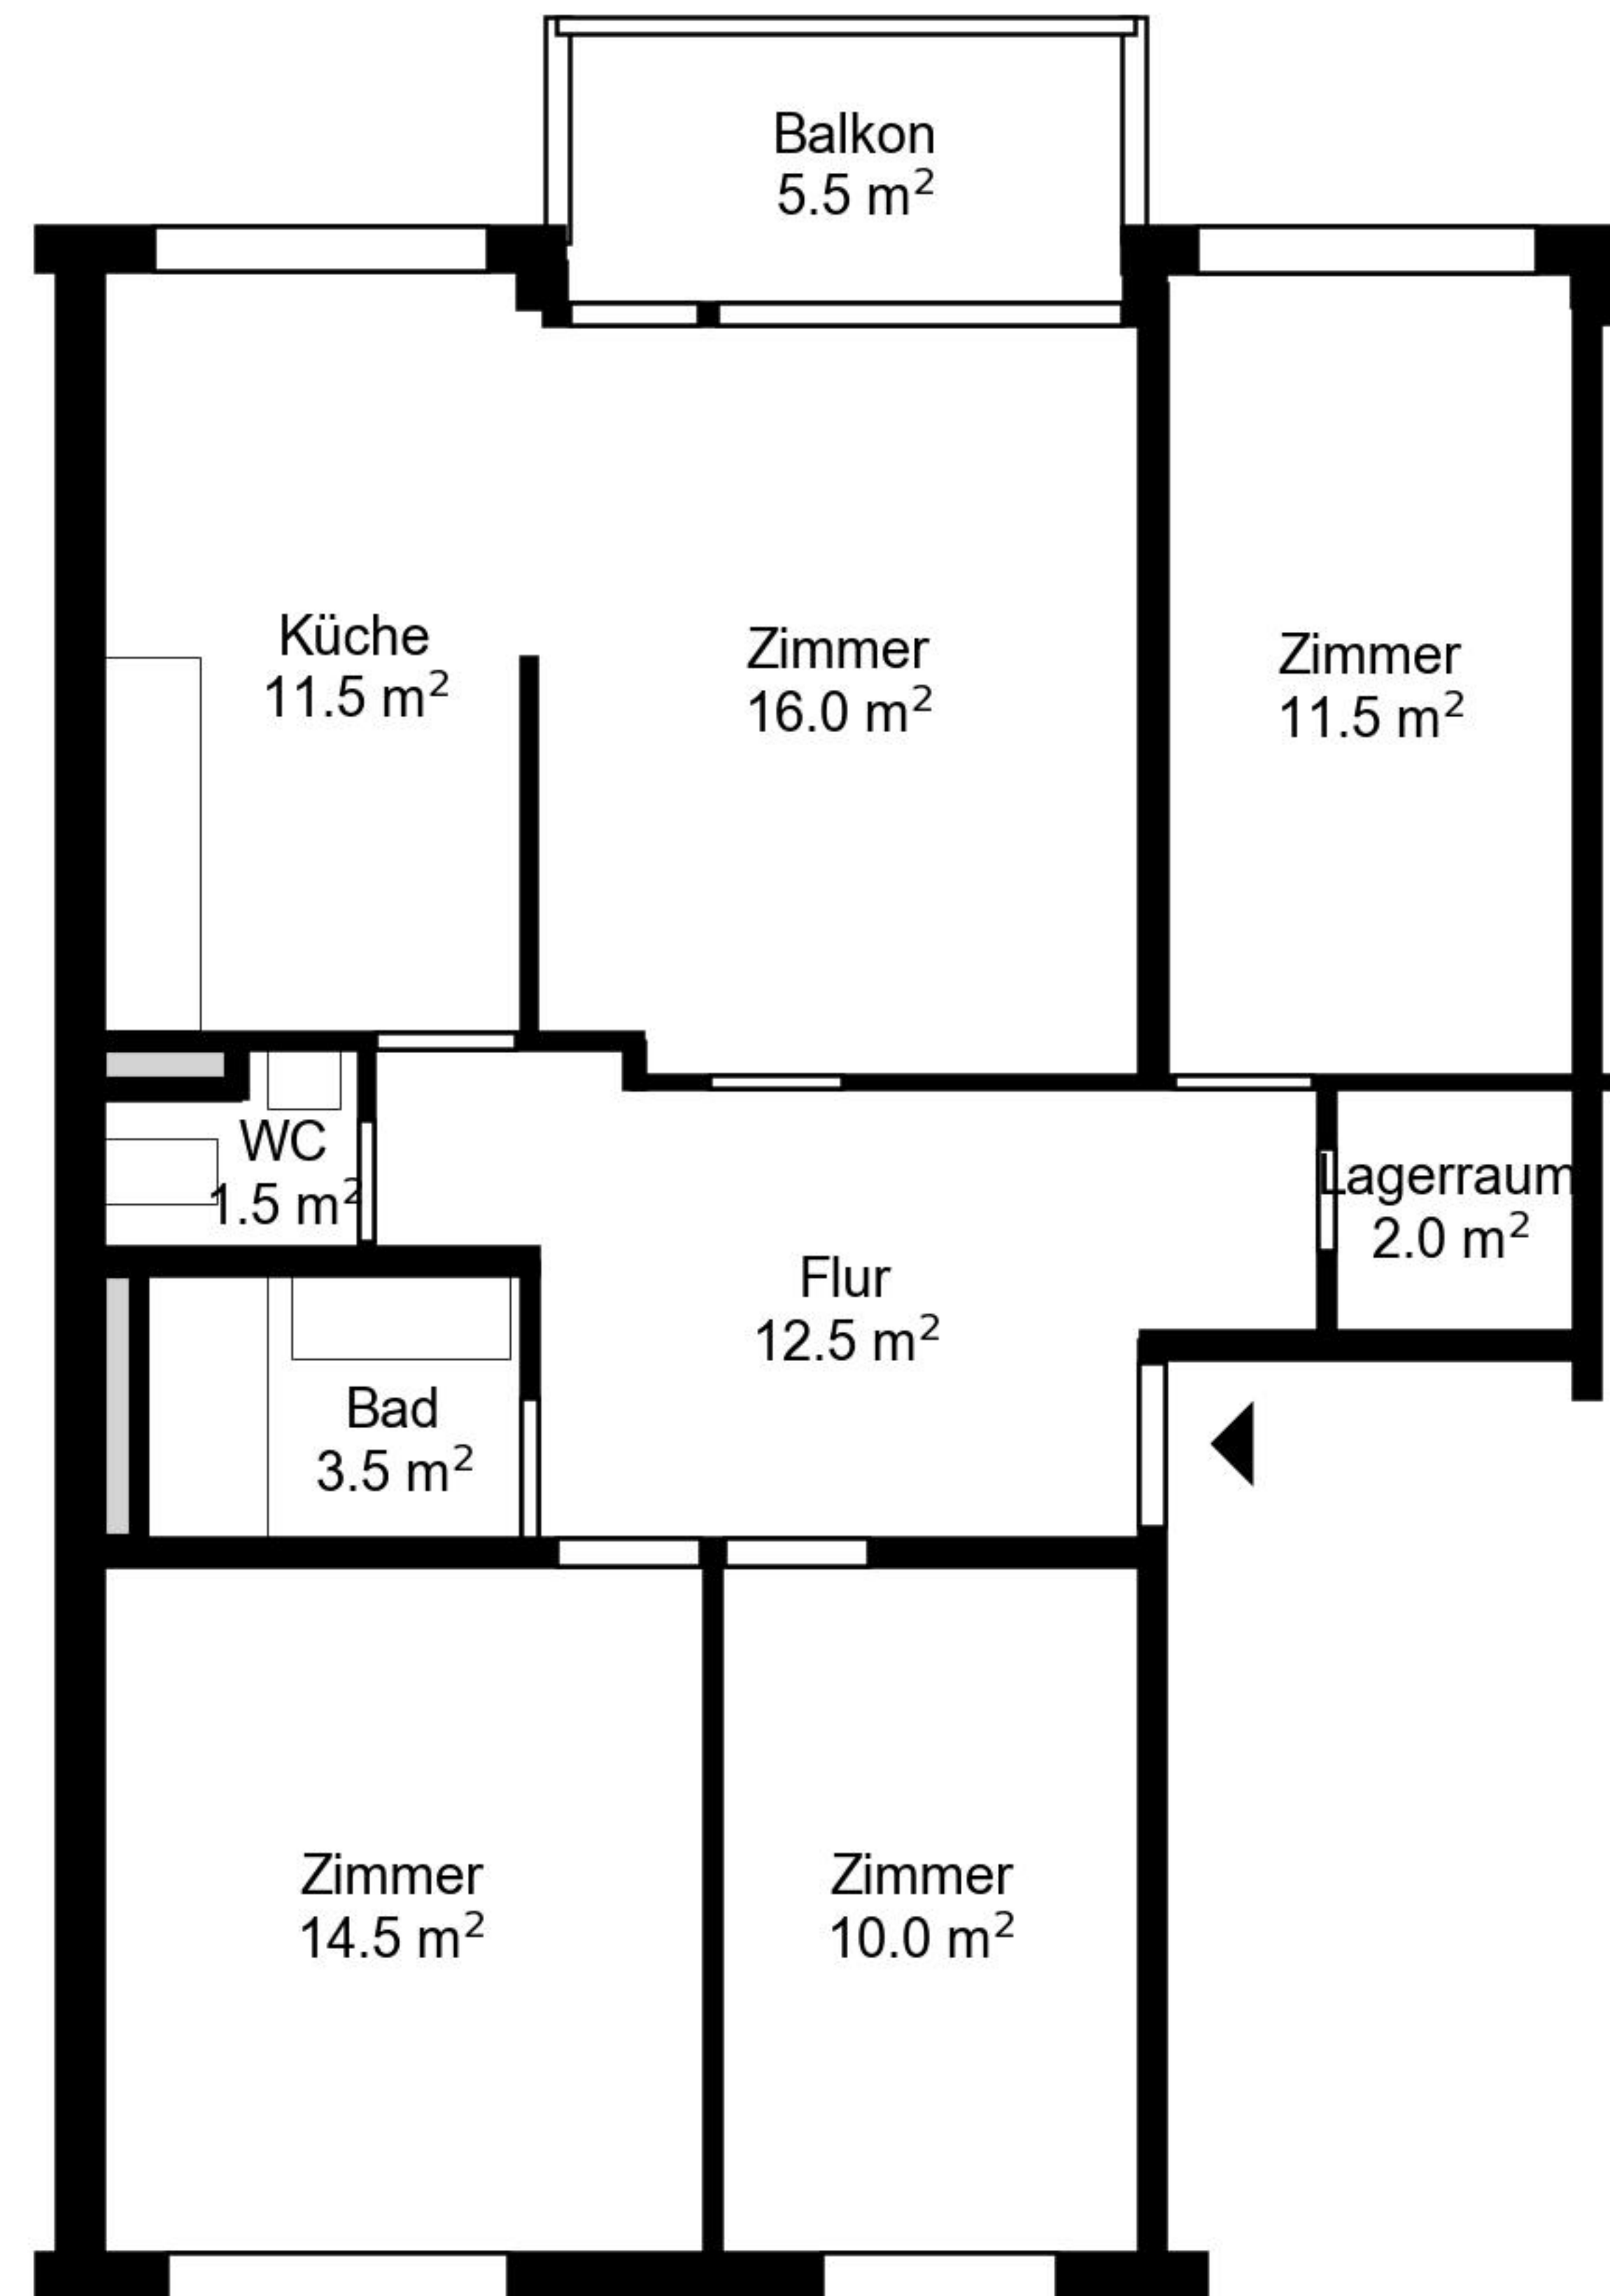 Balkon
5.5 m²
Küche
11.5 m²
Zimmer
16.0 m²
Zimmer
11.5 m²
WC
1.5 m²
Lagerraum
2.0 m²
Flur
12.5 m²
Bad
3.5 m²
Zimmer
14.5 m²
Zimmer
10.0 m²